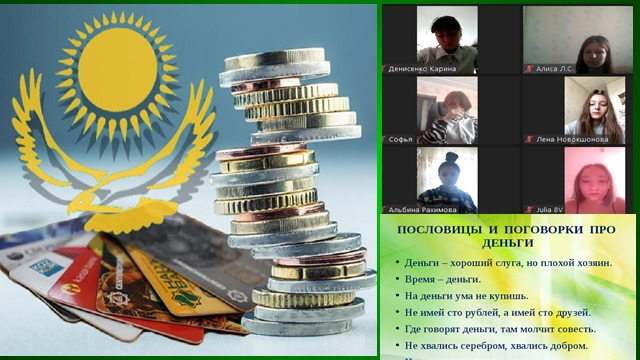 Денисенко Карина
Алиса Л.С.
Софья
Лена Новокшонова
Альбина Рахимова
Julia 8V
ПОСЛОВИЦЫ И ПОГОВОРКИ ПРО
ДЕНЬГИ
• Деньги – хороший слуга, но плохой хозяин.
• Время – деньги.
• На деньги ума не купишь.
• Не имей сто рублей, а имей сто друзей.
• Где говорят деньги, там молчит совесть.
• Не хвались серебром, хвались добром.